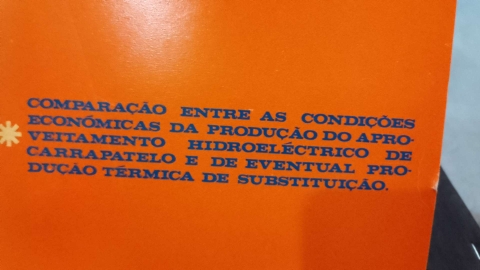 COMPARAÇÃO ENTRE AS CONDIÇÕES
ECONÓMICAS DA PRODUÇÃO DO APRO-
VEITAMENTO HIDROELÉCTRICO DE
CARRAPATELO E DE EVENTUAL PRO-
DUÇÃO TÉRMICA DE SUBSTITUIÇÃO.